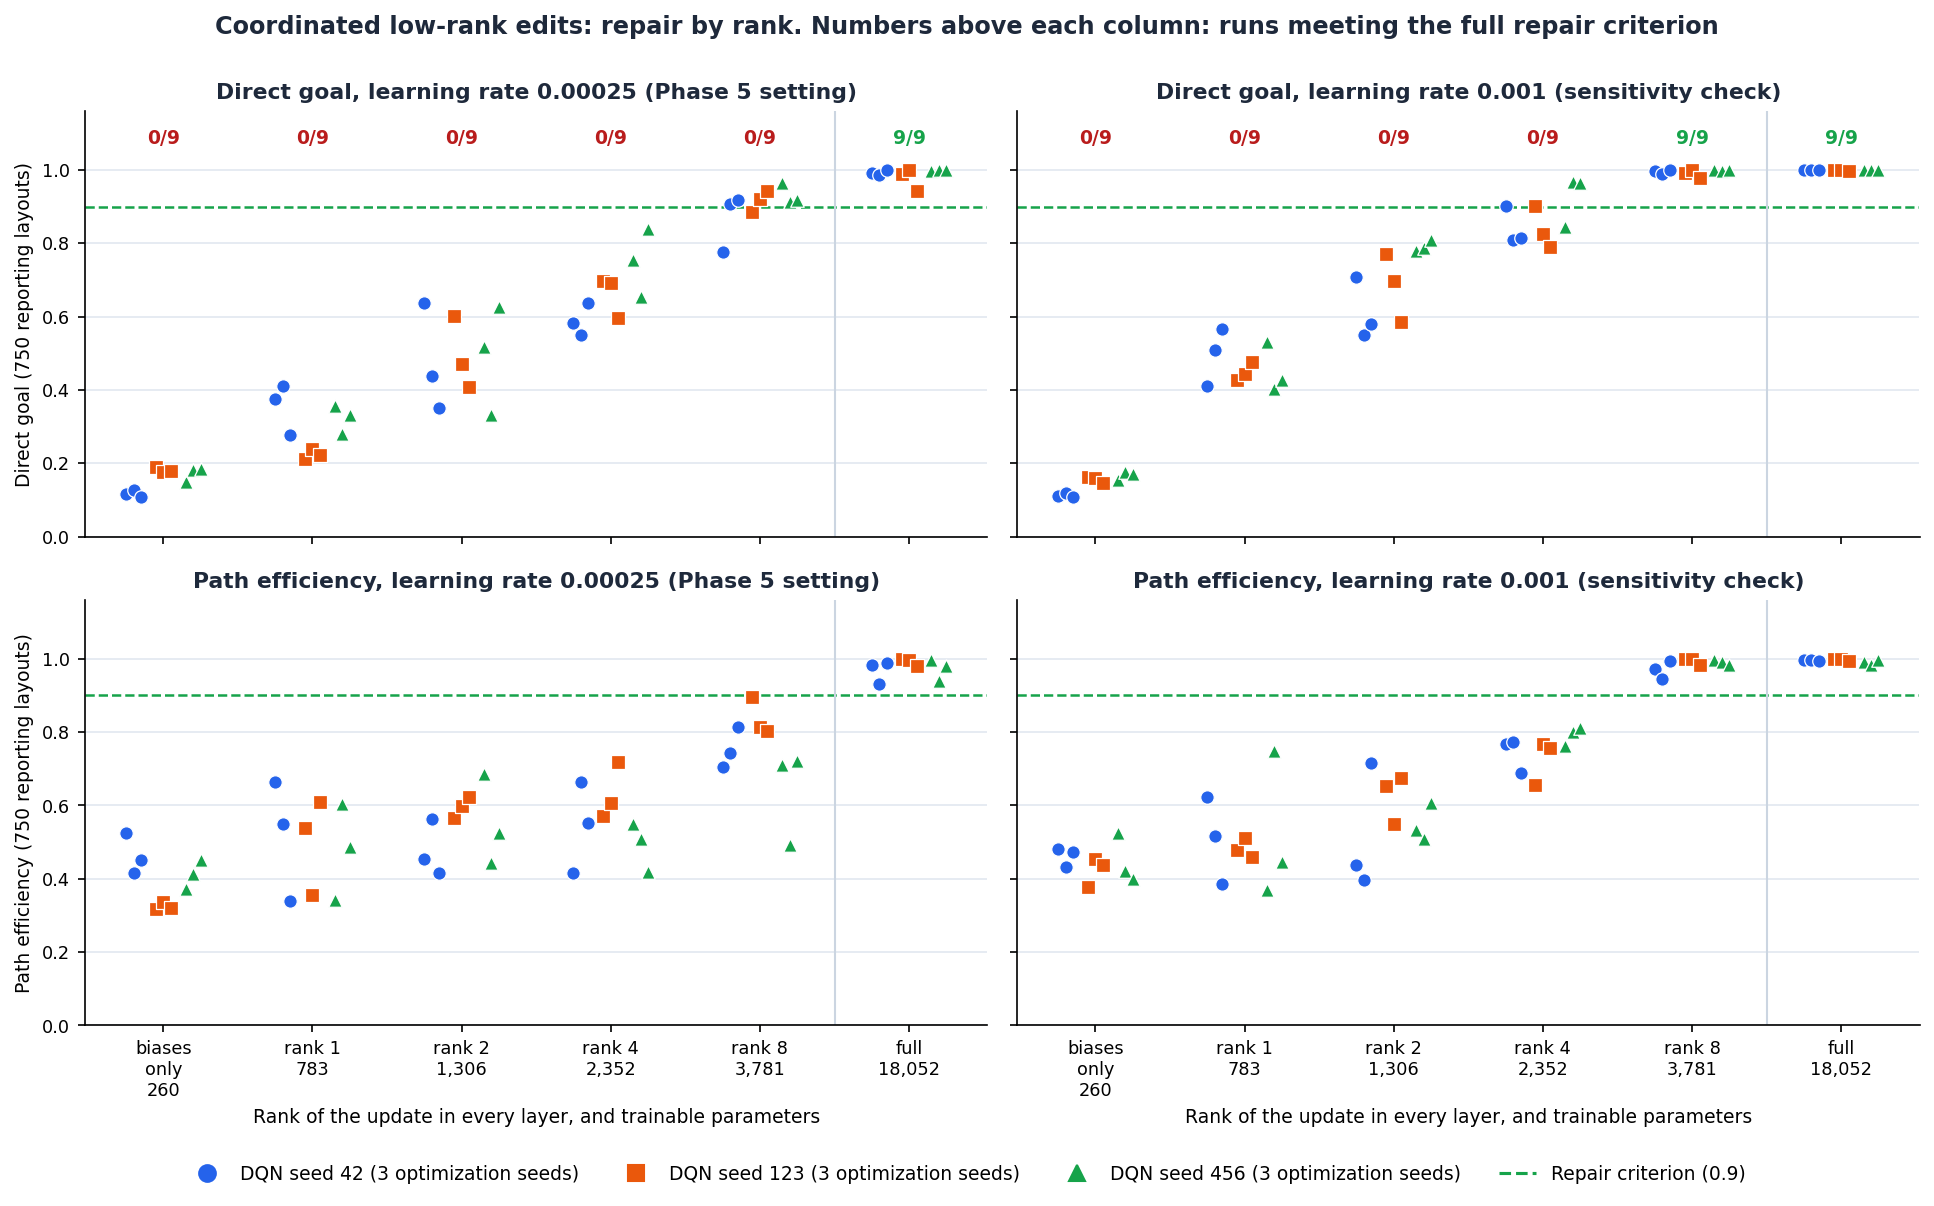 Coordinated low-rank edits: repair by rank. Numbers above each column: runs meeting the full repair criterion
Direct goal, learning rate 0.00025 (Phase 5 setting)
0/9 0/9 0/9 0/9 0/9 9/9
Direct goal (750 reporting layouts)
1.0
0.8
0.6
0.4
0.2
0.0
Direct goal, learning rate 0.001 (sensitivity check)
0/9 0/9 0/9 0/9 9/9 9/9
Path efficiency, learning rate 0.00025 (Phase 5 setting)
Path efficiency (750 reporting layouts)
1.0
0.8
0.6
0.4
0.2
0.0
biases rank 1 rank 2 rank 4 rank 8 full
only 783 1,306 2,352 3,781 18,052
260
Rank of the update in every layer, and trainable parameters
Path efficiency, learning rate 0.001 (sensitivity check)
biases rank 1 rank 2 rank 4 rank 8 full
only 783 1,306 2,352 3,781 18,052
260
Rank of the update in every layer, and trainable parameters
DQN seed 42 (3 optimization seeds) DQN seed 123 (3 optimization seeds) DQN seed 456 (3 optimization seeds) Repair criterion (0.9)